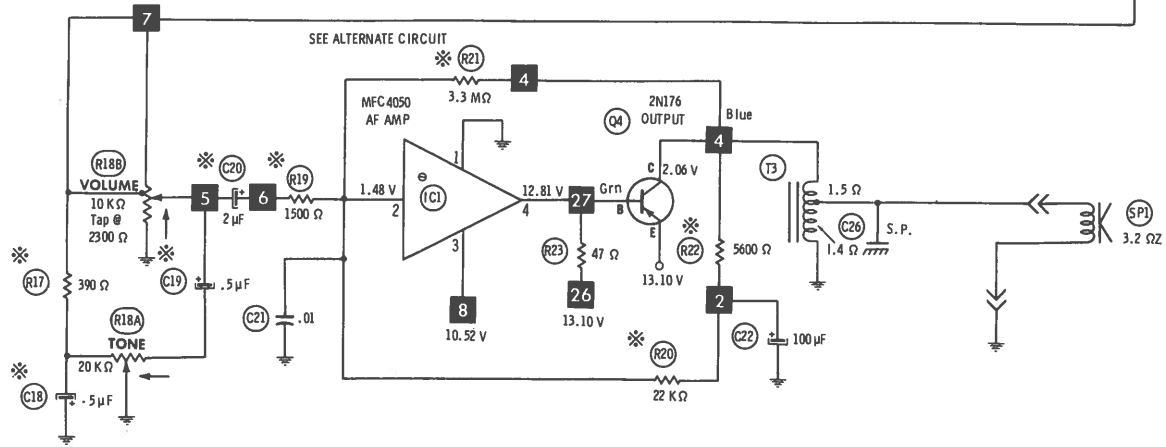 7
SEE ALTERNATE CIRCUIT
※ R21
3.3 MΩ
4
MFC4050
AF AMP
2N176
OUTPUT
Q4
Blue
4
C
2.06 V
T3
R18B
VOLUME
10 KΩ
Tap @
2300 Ω
※
5
※
C20
2 μF
6
※
R19
1500 Ω
1.48 V
2
⊖
IC1
1
3
12.81 V
4
27
Grn
B
E
※
R22
5600 Ω
1.5 Ω
C26
1.4 Ω
S.P.
SP1
3.2 ΩZ
※
R17
390 Ω
※
C19
+
.5μF
R23
47 Ω
13.10 V
26
13.10 V
8
10.52 V
2
C21
.01
C22
+
100 μF
R18A
TONE
20 KΩ
※
C18
+
.5μF
※
R20
22 KΩ